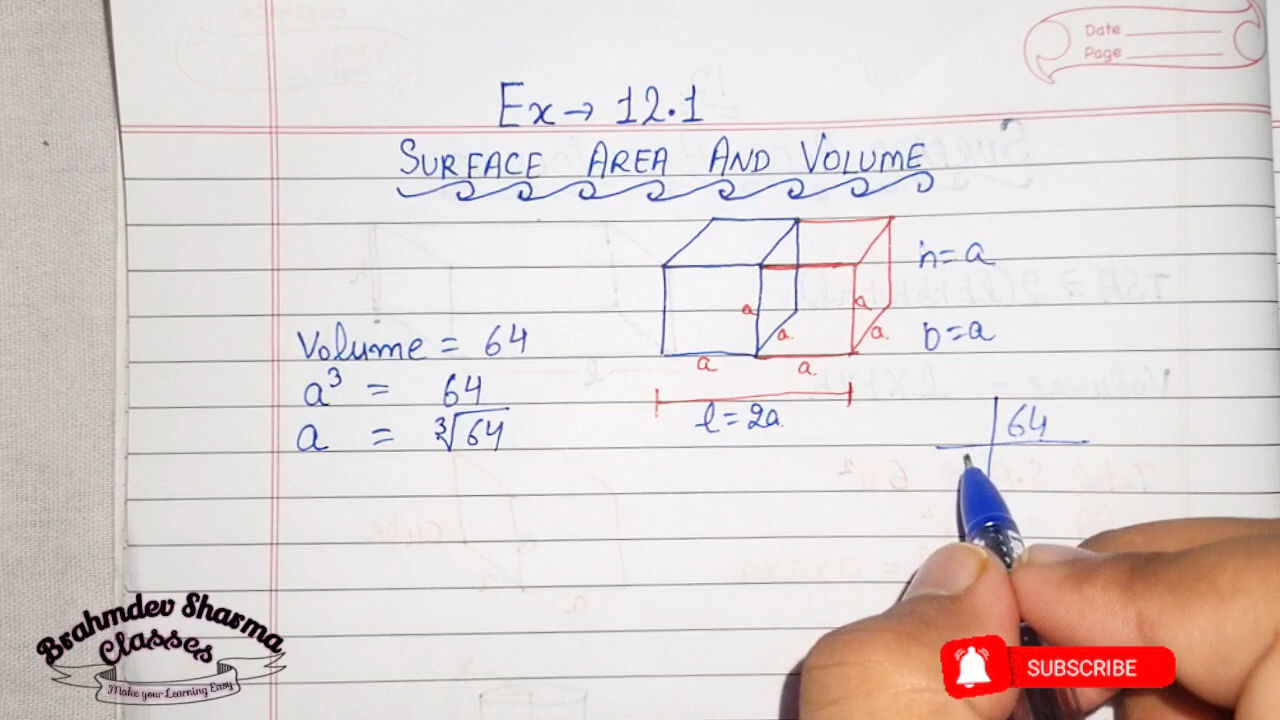 Date
Page
Ex → 12.1
SURFACE AREA AND VOLUME
h = a
a a a a.
b = a
Volume = 64
a a.
a³ = 64
l = 2a.
64
a = ∛64
Brahmdev Sharma
Classes
Make your Learning Easy
SUBSCRIBE